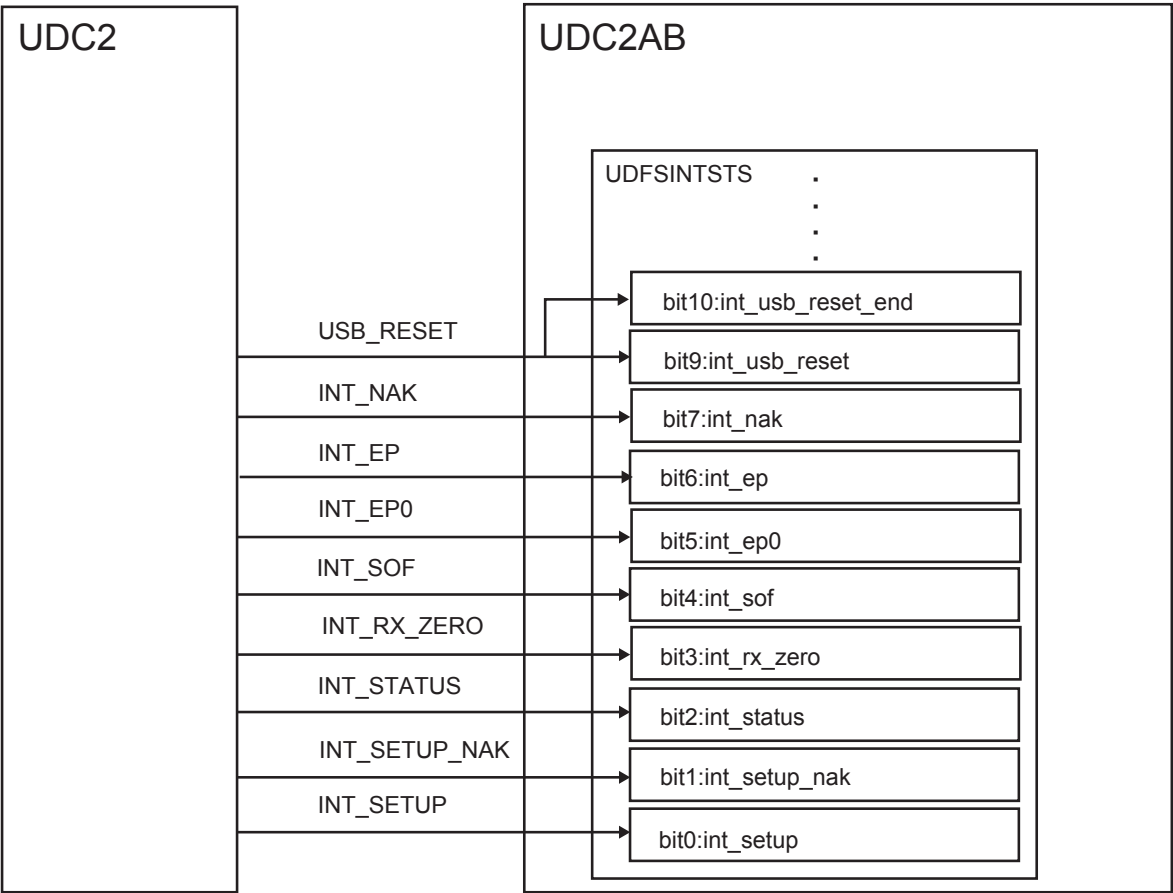 UDC2
UDC2AB
UDFSINTSTS
bit10:int_usb_reset_end
USB_RESET
bit9:int_usb_reset
INT_NAK
bit7:int_nak
INT_EP
bit6:int_ep
INT_EP0
bit5:int_ep0
INT_SOF
bit4:int_sof
INT_RX_ZERO
bit3:int_rx_zero
INT_STATUS
bit2:int_status
INT_SETUP_NAK
bit1:int_setup_nak
INT_SETUP
bit0:int_setup